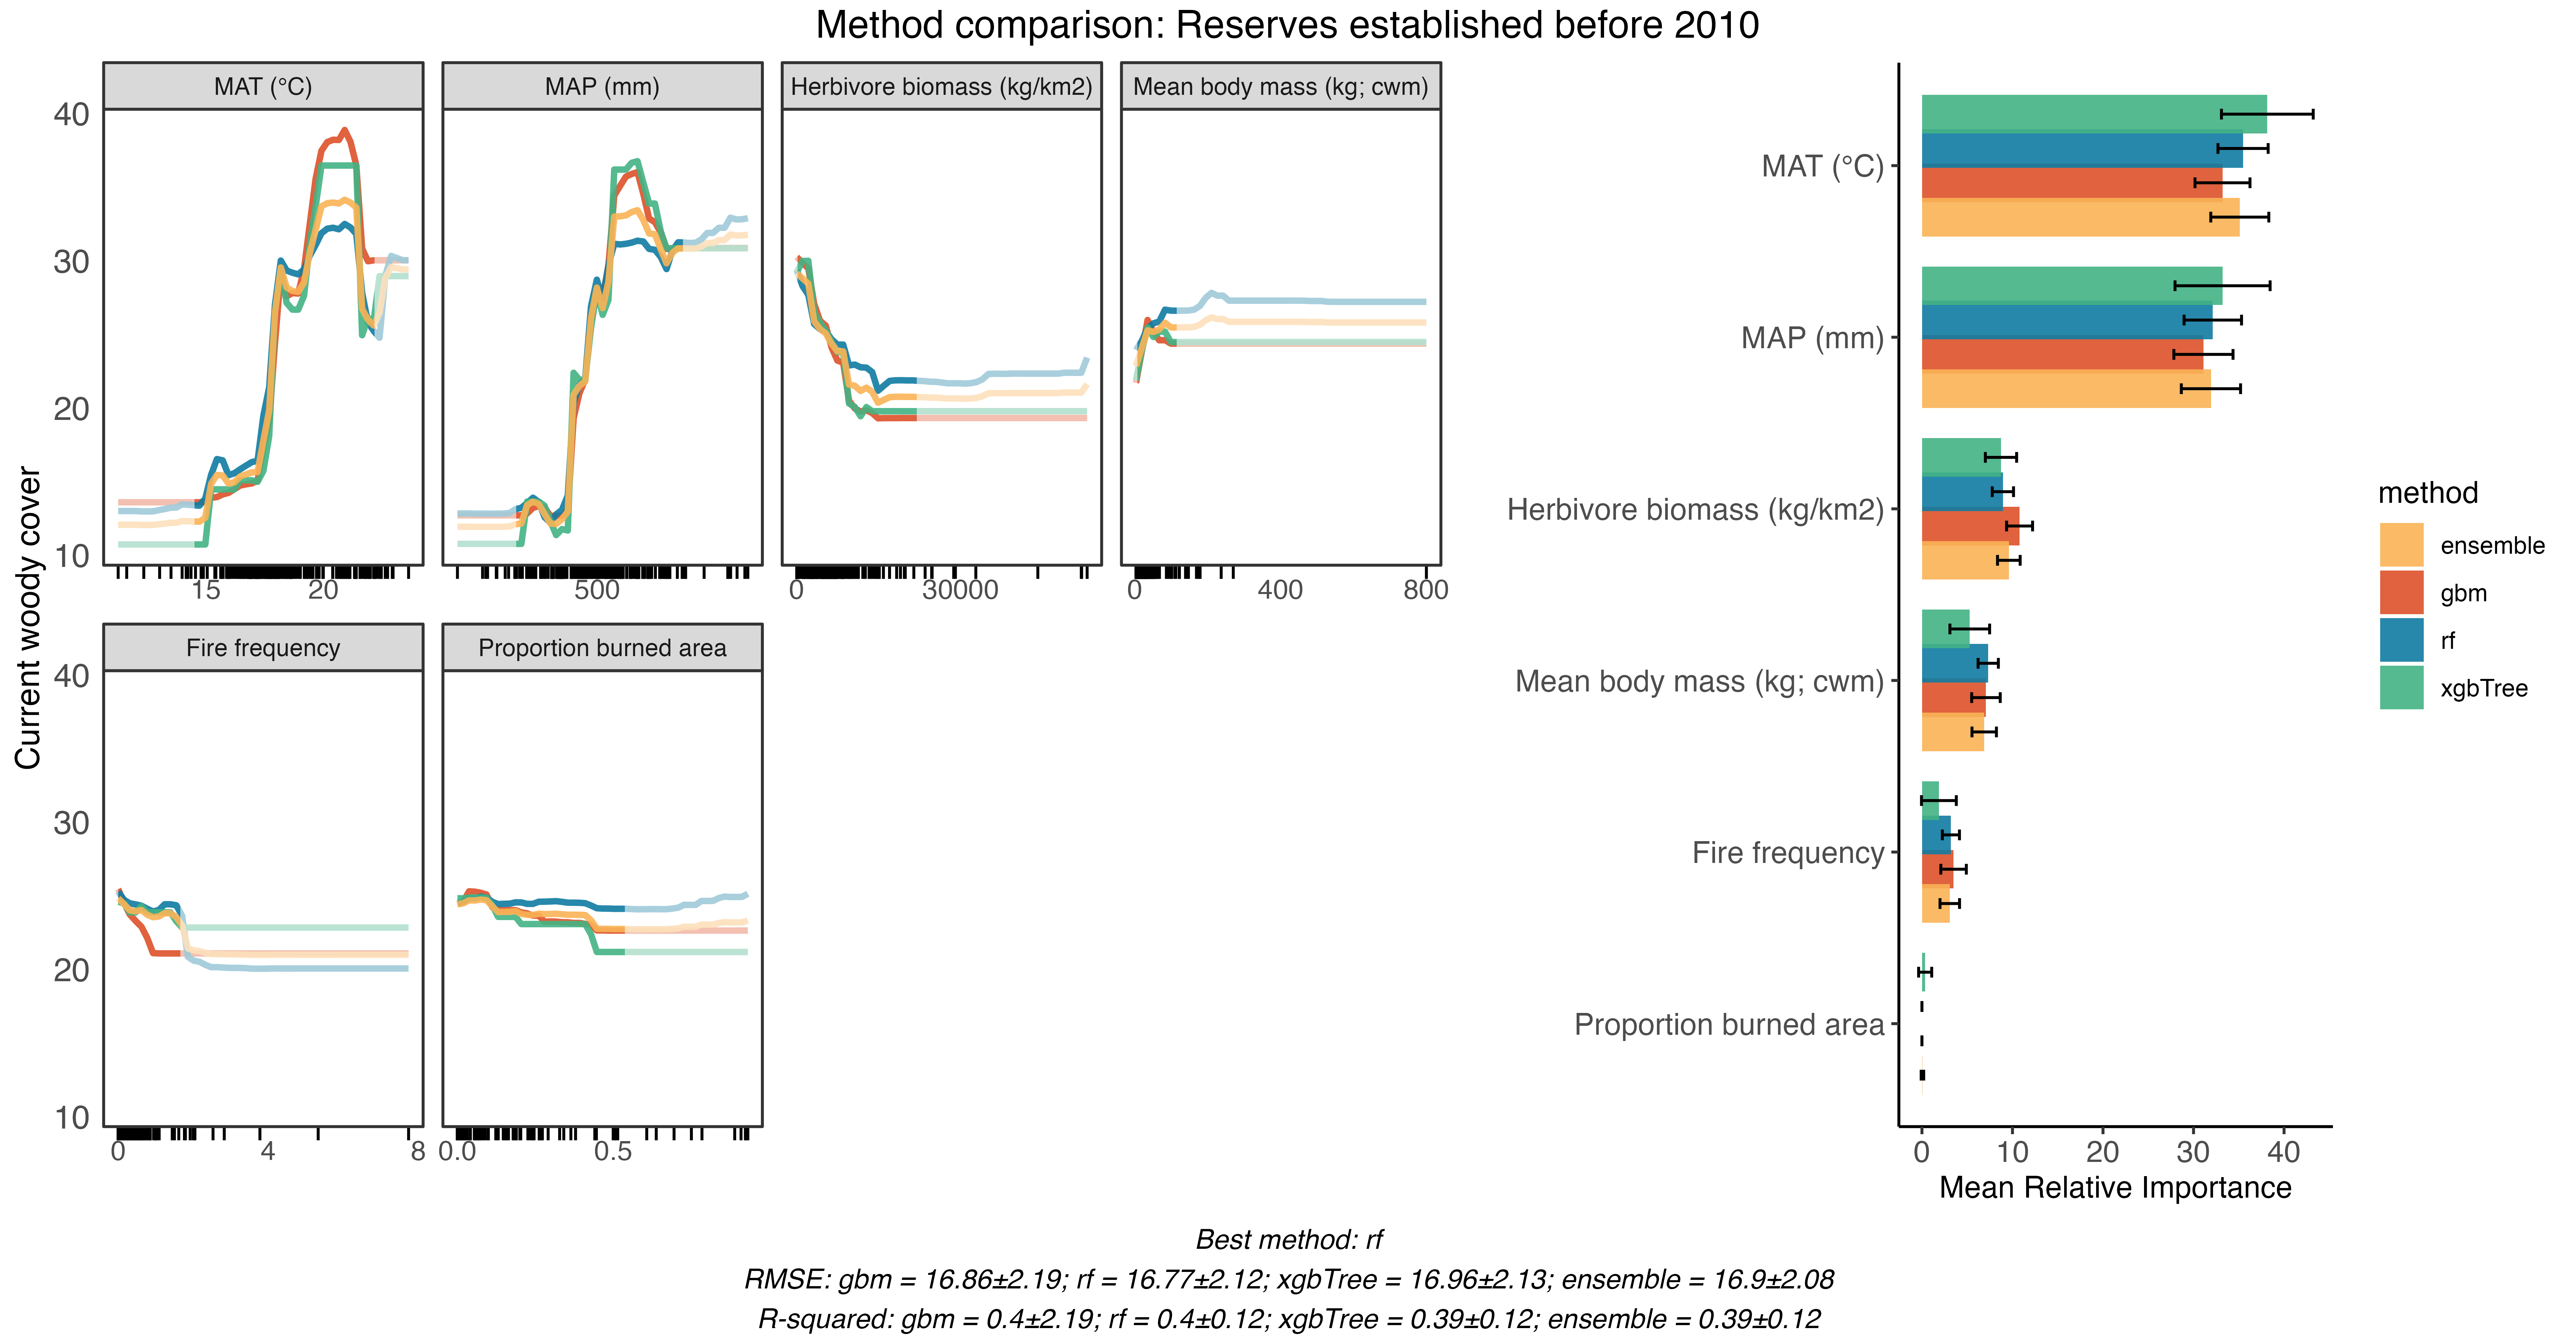 Method comparison: Reserves established before 2010
MAT (°C)
MAP (mm)
Herbivore biomass (kg/km2)
Mean body mass (kg; cwm)
40
30
20
10
15
20
500
0
30000
0
400
800
Fire frequency
Proportion burned area
40
30
20
10
0
4
8
0.0
0.5
Current woody cover
MAT (°C)
MAP (mm)
Herbivore biomass (kg/km2)
Mean body mass (kg; cwm)
Fire frequency
Proportion burned area
0
10
20
30
40
Mean Relative Importance
method
ensemble
gbm
rf
xgbTree
Best method: rf
RMSE: gbm = 16.86±2.19; rf = 16.77±2.12; xgbTree = 16.96±2.13; ensemble = 16.9±2.08
R-squared: gbm = 0.4±2.19; rf = 0.4±0.12; xgbTree = 0.39±0.12; ensemble = 0.39±0.12